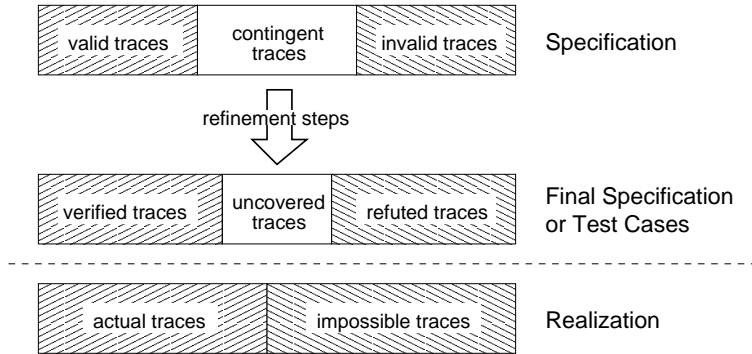 valid traces
contingent
traces
invalid traces
Specification
refinement steps
verified traces
uncovered
traces
refuted traces
Final Specification
or Test Cases
actual traces
impossible traces
Realization